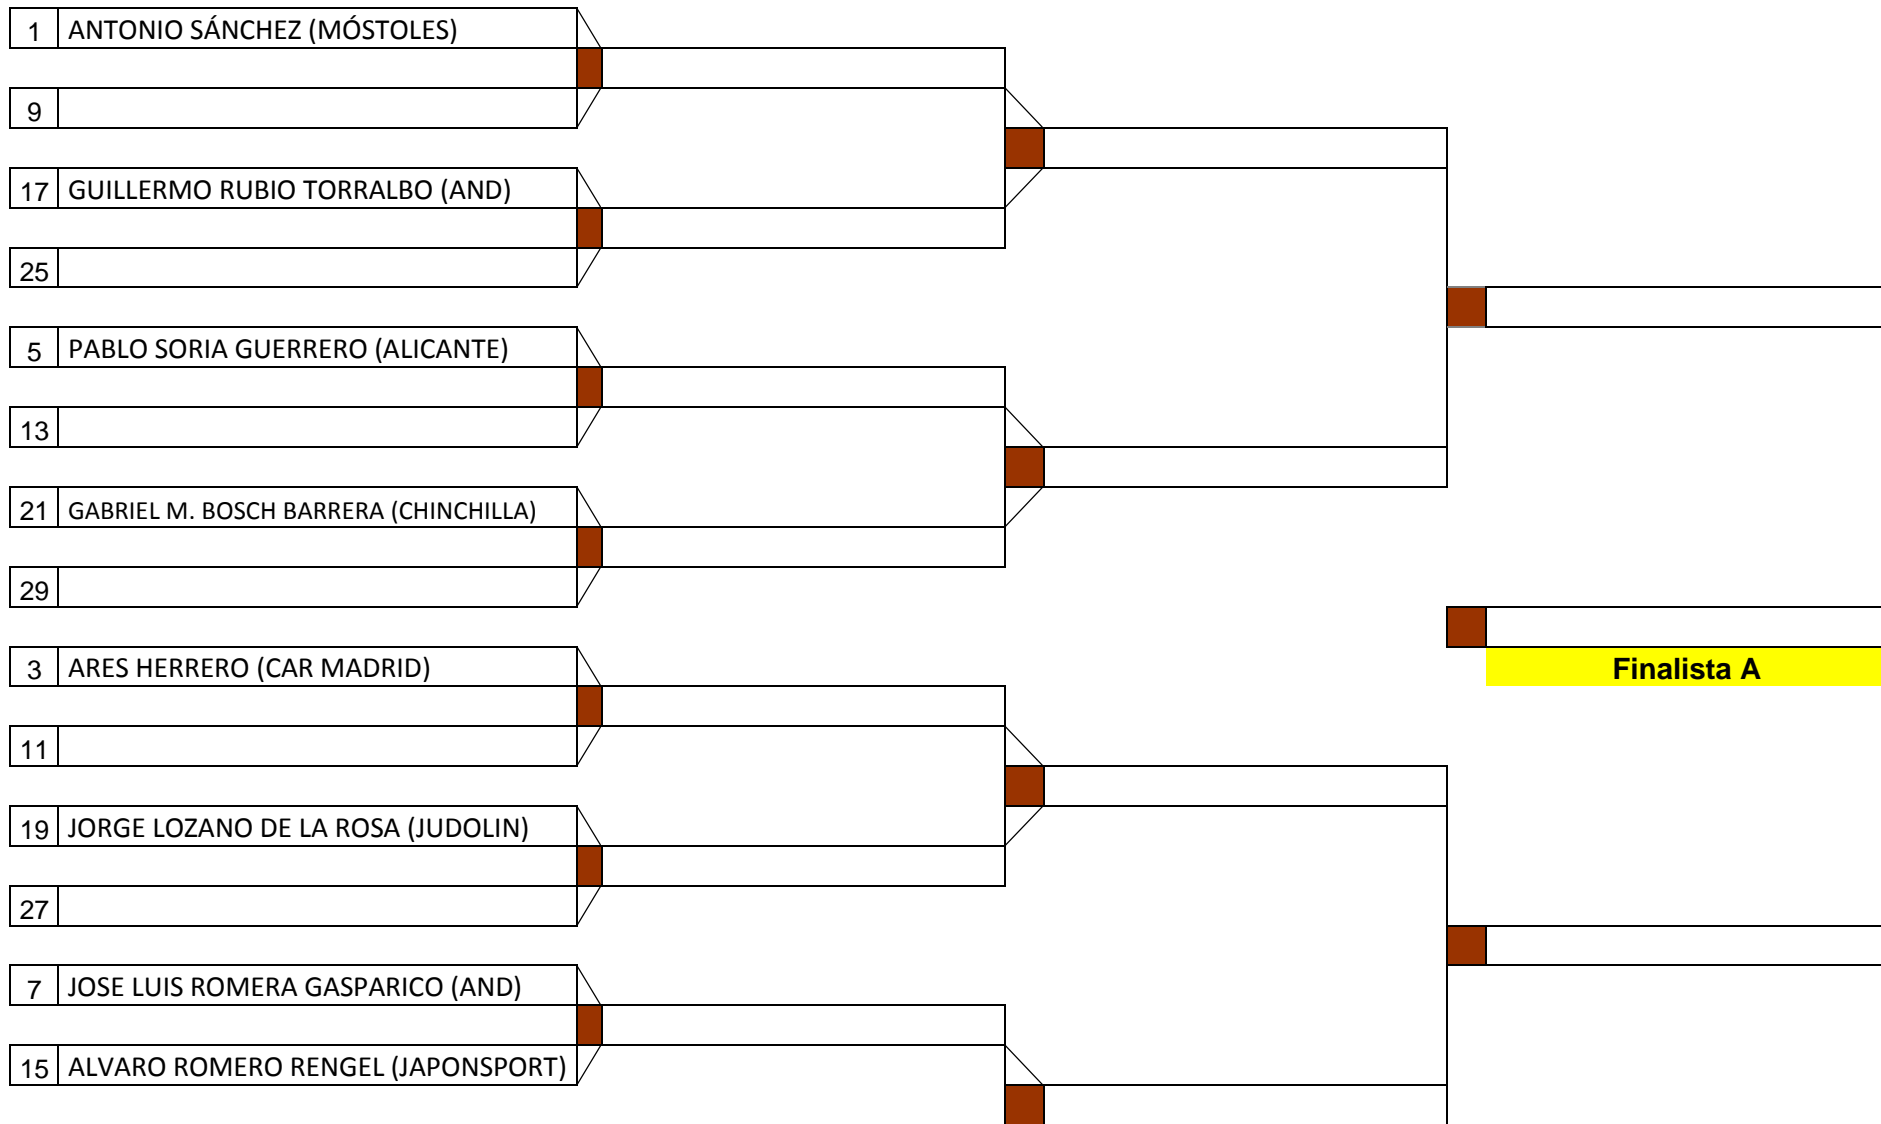 1 ANTONIO SÁNCHEZ (MÓSTOLES)
9
17 GUILLERMO RUBIO TORRALBO (AND)
25
5 PABLO SORIA GUERRERO (ALICANTE)
13
21 GABRIEL M. BOSCH BARRERA (CHINCHILLA)
29
3 ARES HERRERO (CAR MADRID)
Finalista A
11
19 JORGE LOZANO DE LA ROSA (JUDOLIN)
27
7 JOSE LUIS ROMERA GASPARICO (AND)
15 ALVARO ROMERO RENGEL (JAPONSPORT)